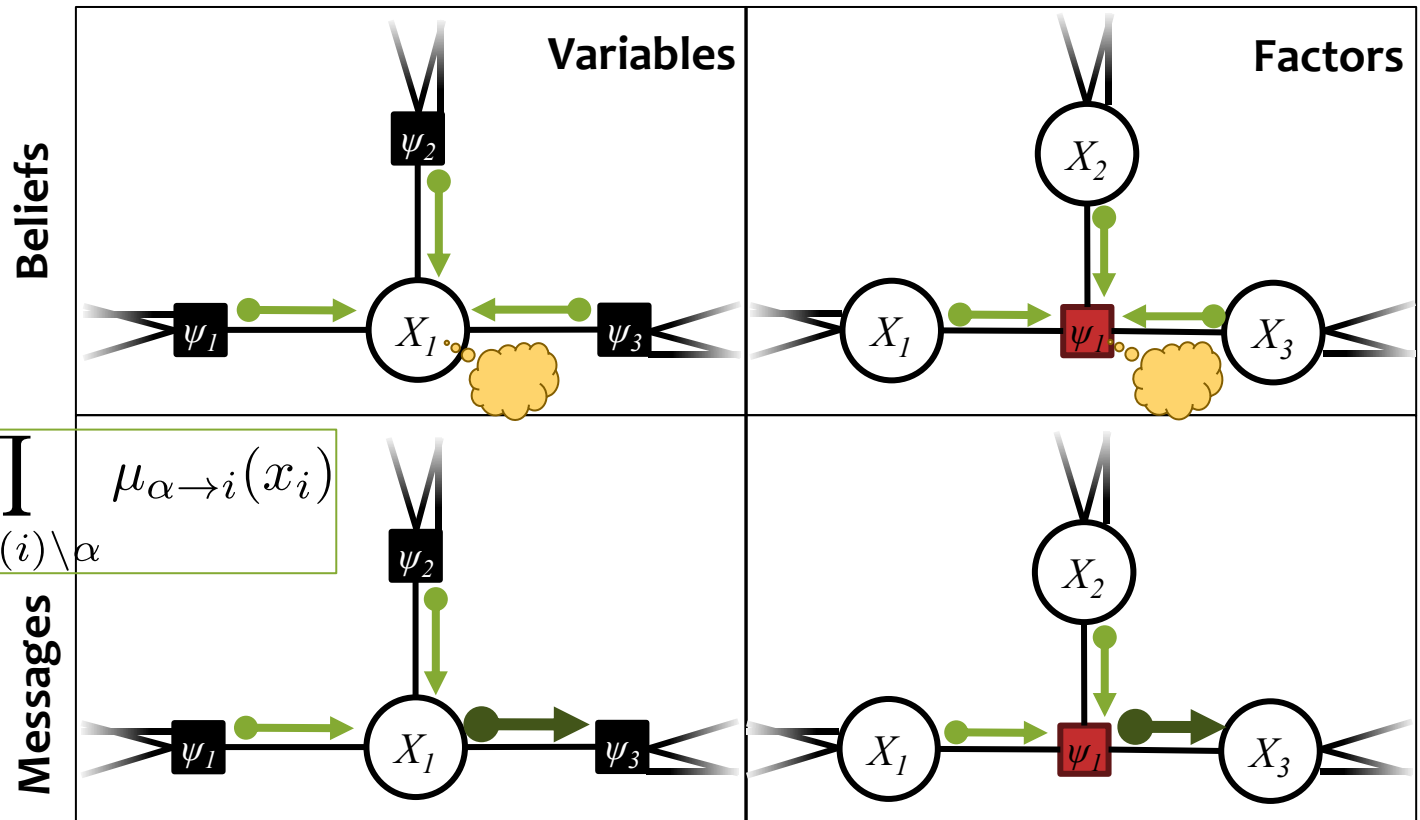 Variables
Factors
Beliefs
ψ2
X1
ψ1
ψ3
X2
X1
ψ1
X3
μα→i(xi)
(i)\α
Messages
ψ2
ψ1
X1
ψ3
X2
X1
ψ1
X3